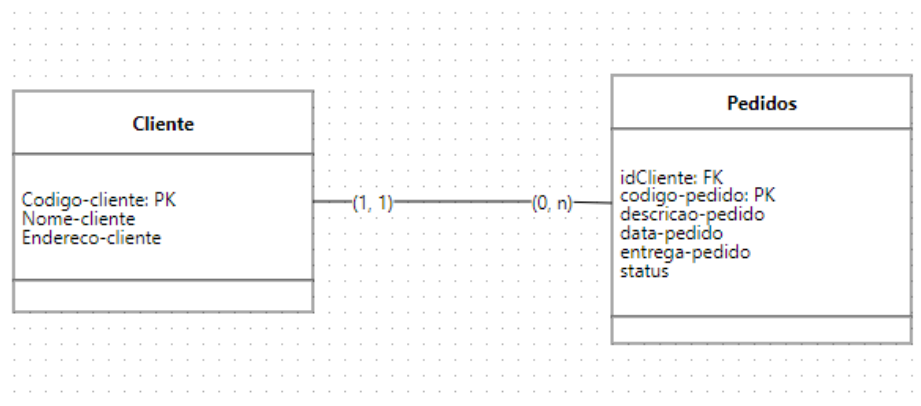 Cliente
Codigo-cliente: PK
Nome-cliente
Endereco-cliente
(1, 1)
(0, n)
Pedidos
idCliente: FK
codigo-pedido: PK
descricao-pedido
data-pedido
entrega-pedido
status